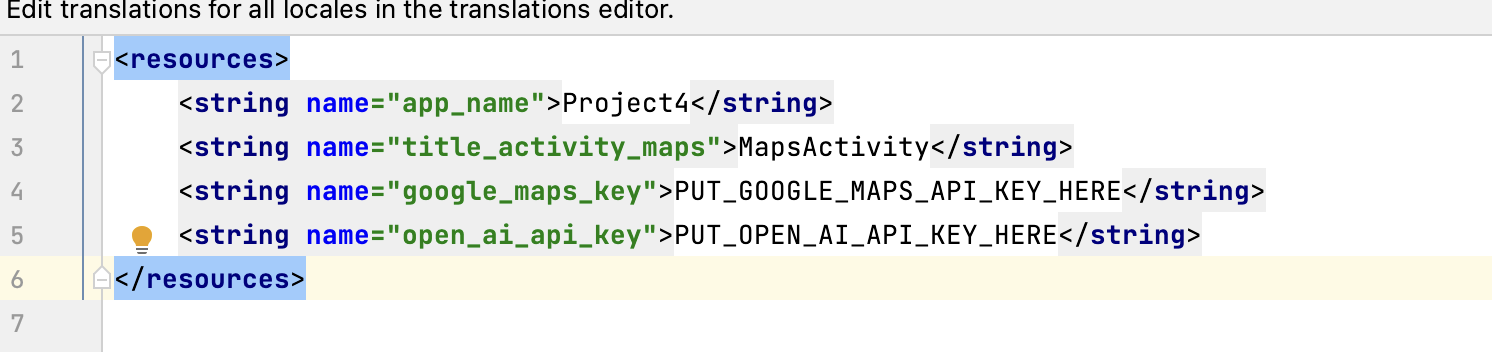 Edit translations for all locales in the translations editor.
1 <resources>
2 <string name="app_name">Project4</string>
3 <string name="title_activity_maps">MapsActivity</string>
4 <string name="google_maps_key">PUT_GOOGLE_MAPS_API_KEY_HERE</string>
5 <string name="open_ai_api_key">PUT_OPEN_AI_API_KEY_HERE</string>
6 </resources>
7